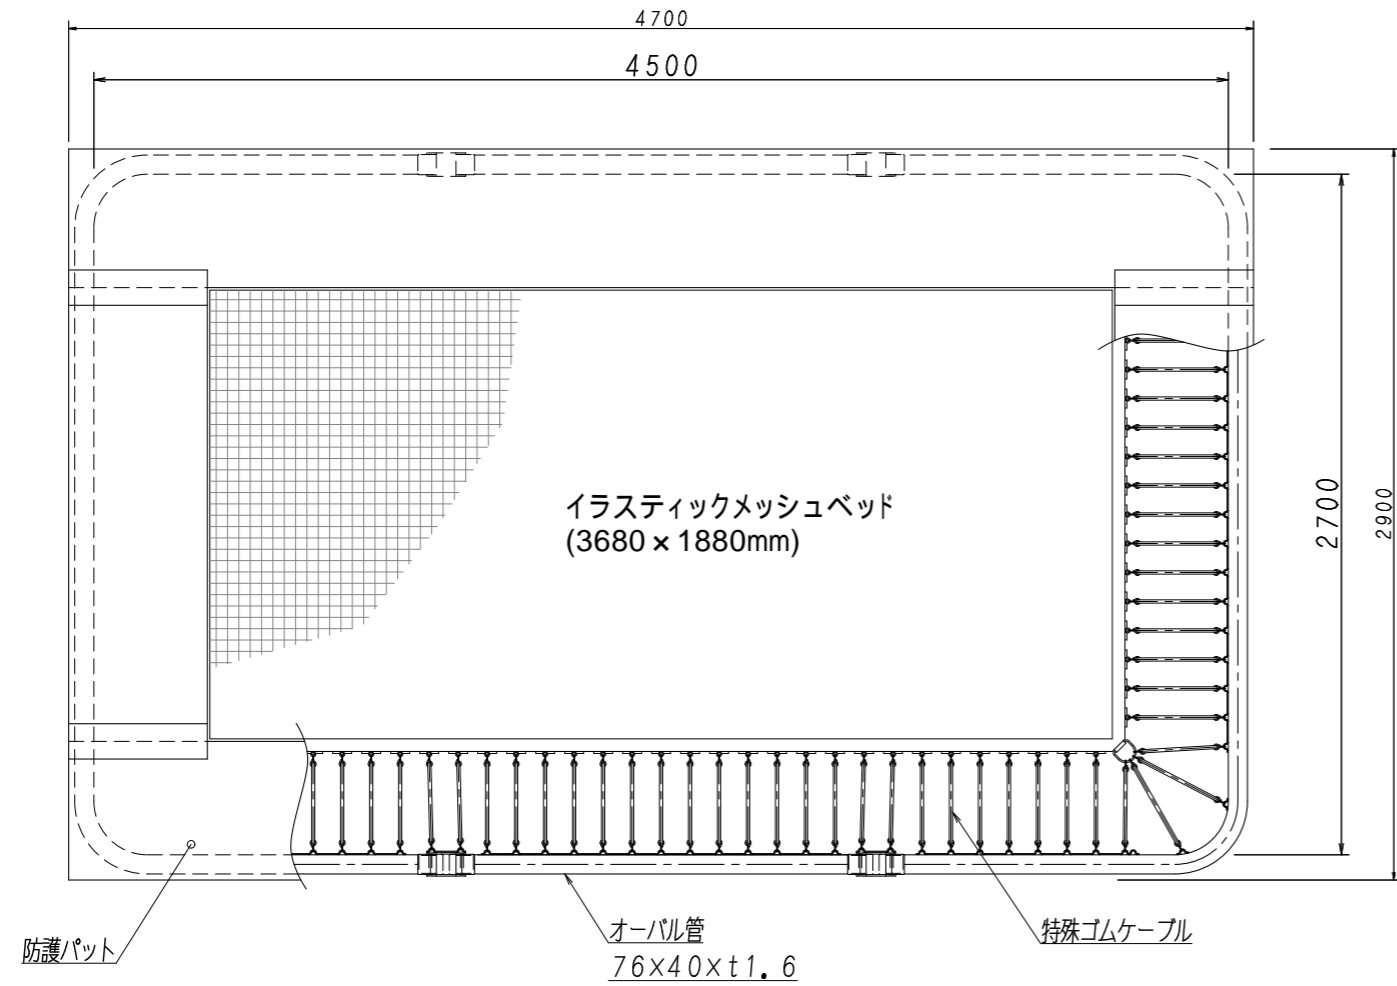 4700
4500
イラスティックメッシュベッド
(3680×1880mm)
2700
2900
防護パット
オーバル管
76×40×t1.6
特殊ゴムケーブル